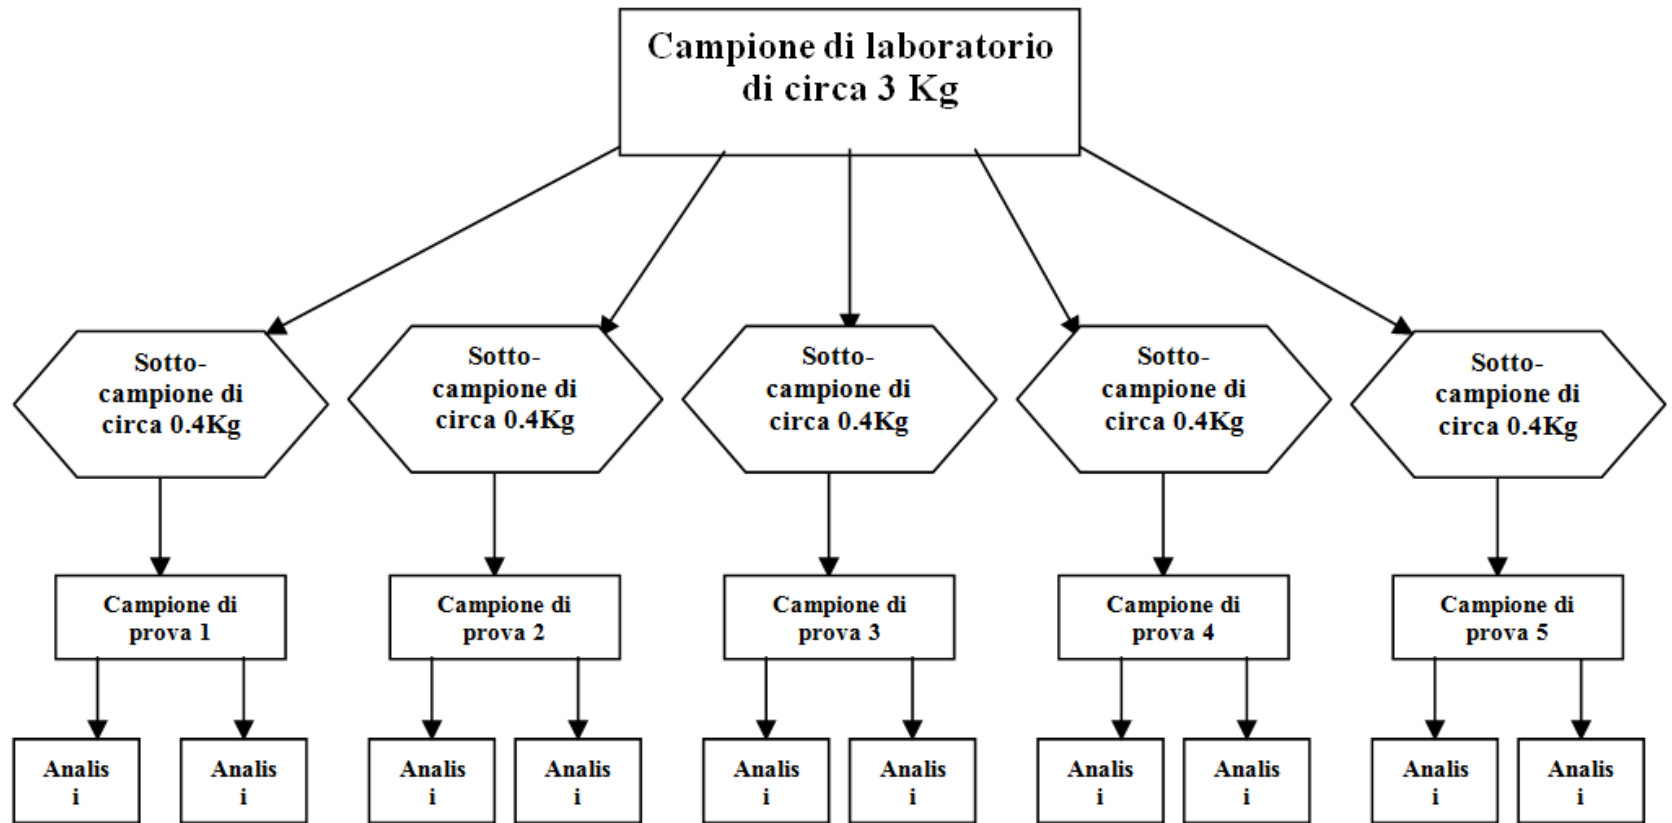 Campione di laboratorio
di circa 3 Kg
Sotto-
campione di
circa 0.4Kg
Sotto-
campione di
circa 0.4Kg
Sotto-
campione di
circa 0.4Kg
Sotto-
campione di
circa 0.4Kg
Sotto-
campione di
circa 0.4Kg
Campione di
prova 1
Campione di
prova 2
Campione di
prova 3
Campione di
prova 4
Campione di
prova 5
Analis
i
Analis
i
Analis
i
Analis
i
Analis
i
Analis
i
Analis
i
Analis
i
Analis
i
Analis
i